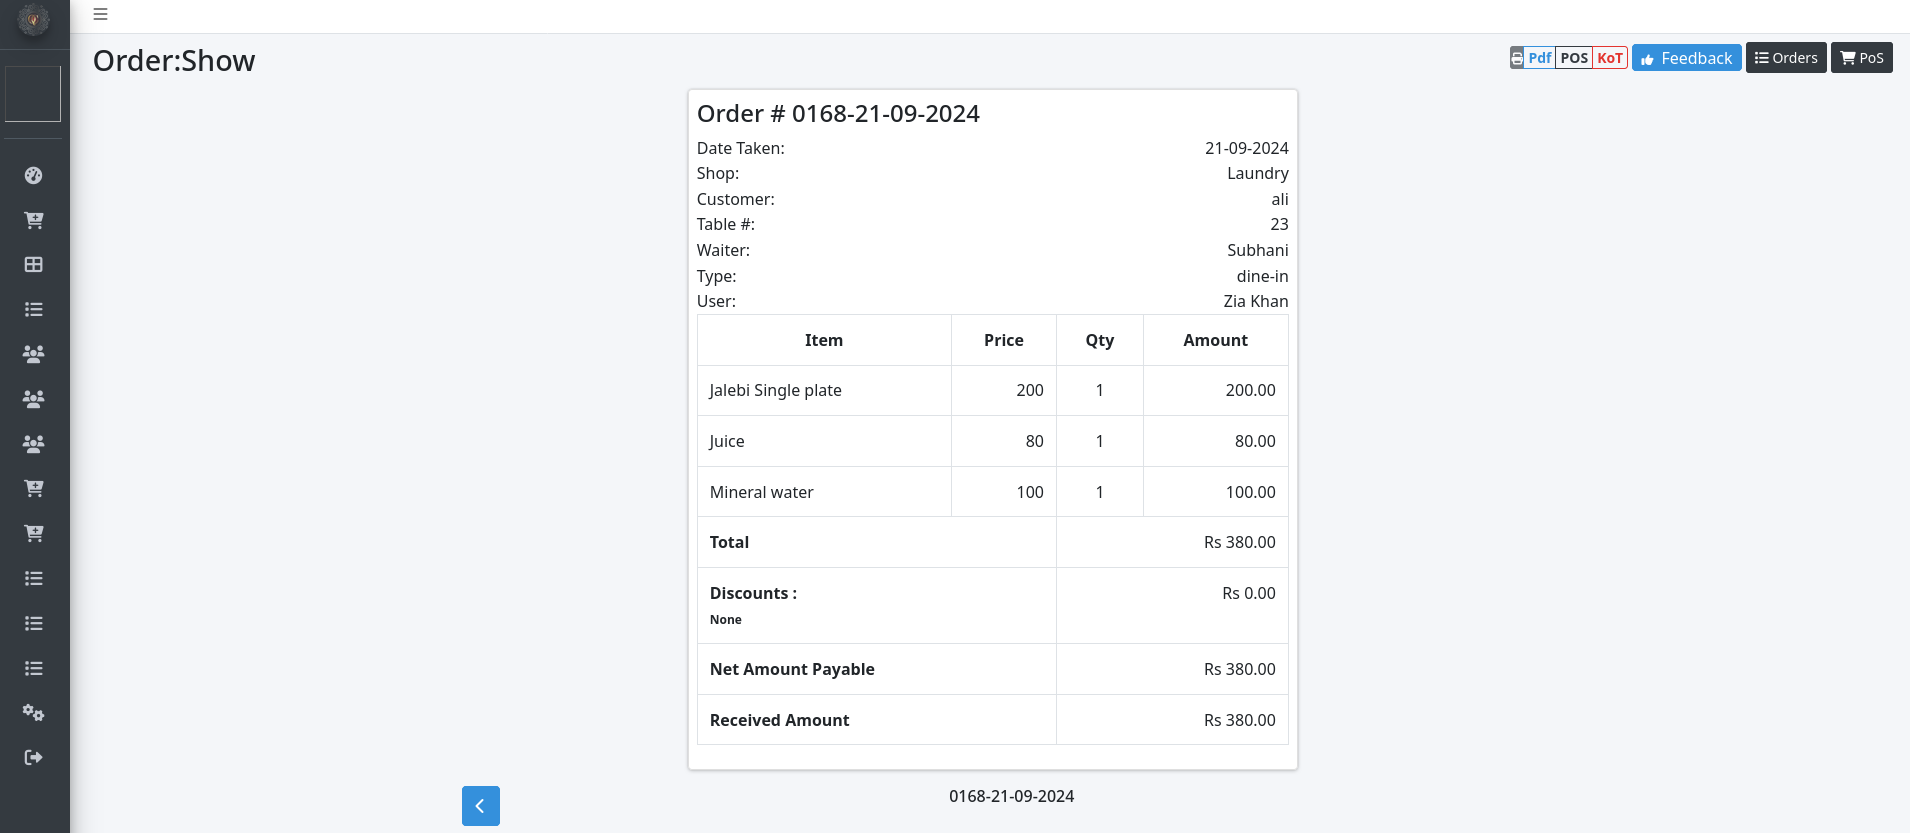 Order:Show
Pdf POS KoT Feedback Orders PoS
Order # 0168-21-09-2024
Date Taken: 21-09-2024
Shop: Laundry
Customer: ali
Table #: 23
Waiter: Subhani
Type: dine-in
User: Zia Khan
Item Price Qty Amount
Jalebi Single plate 200 1 200.00
Juice 80 1 80.00
Mineral water 100 1 100.00
Total Rs 380.00
Discounts : Rs 0.00
None
Net Amount Payable Rs 380.00
Received Amount Rs 380.00
0168-21-09-2024